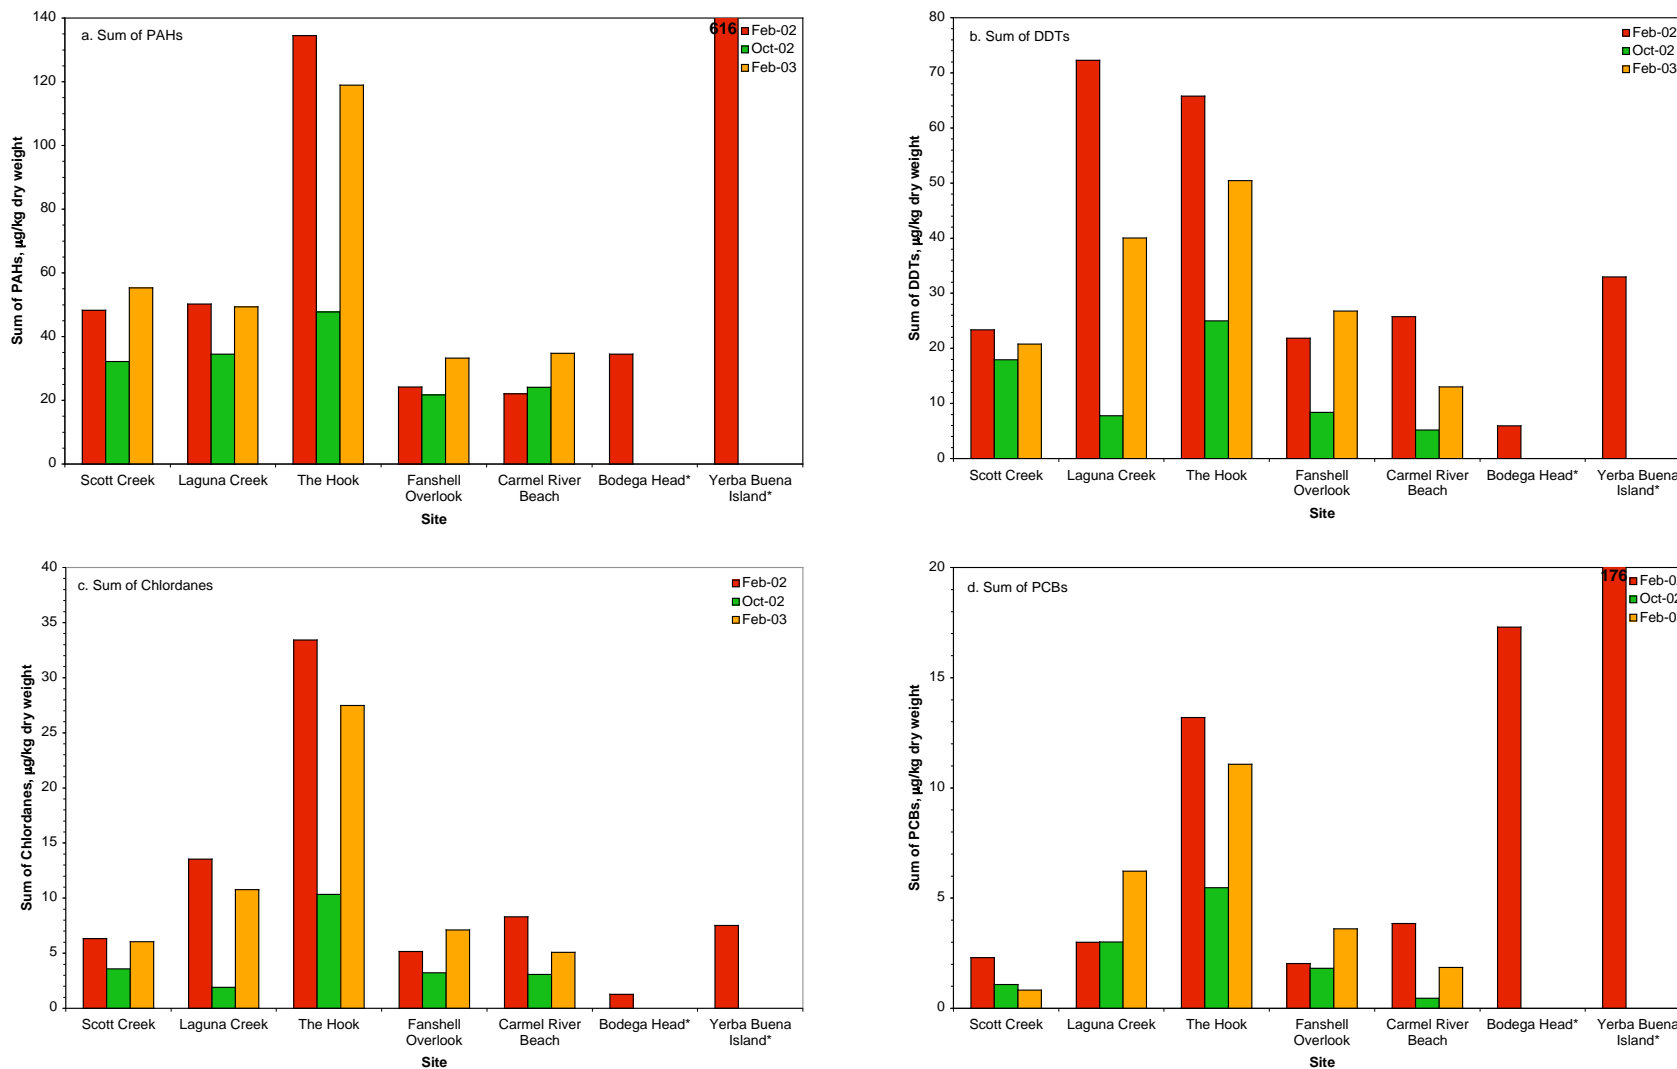 a. Sum of PAHs
616
Feb-02
Oct-02
Feb-03
Sum of PAHs, µg/kg dry weight
140
120
100
80
60
40
20
0
Scott Creek
Laguna Creek
The Hook
Fanshell
Overlook
Carmel River
Beach
Bodega Head*
Yerba Buena
Island*
Site
b. Sum of DDTs
Feb-02
Oct-02
Feb-03
Sum of DDTs, µg/kg dry weight
80
70
60
50
40
30
20
10
0
Scott Creek
Laguna Creek
The Hook
Fanshell
Overlook
Carmel River
Beach
Bodega Head*
Yerba Buena
Island*
Site
c. Sum of Chlordanes
Feb-02
Oct-02
Feb-03
Sum of Chlordanes, µg/kg dry weight
40
35
30
25
20
15
10
5
0
Scott Creek
Laguna Creek
The Hook
Fanshell
Overlook
Carmel River
Beach
Bodega Head*
Yerba Buena
Island*
Site
d. Sum of PCBs
176
Feb-0
Oct-02
Feb-0
Sum of PCBs, µg/kg dry weight
20
15
10
5
0
Scott Creek
Laguna Creek
The Hook
Fanshell
Overlook
Carmel River
Beach
Bodega Head*
Yerba Buena
Island*
Site